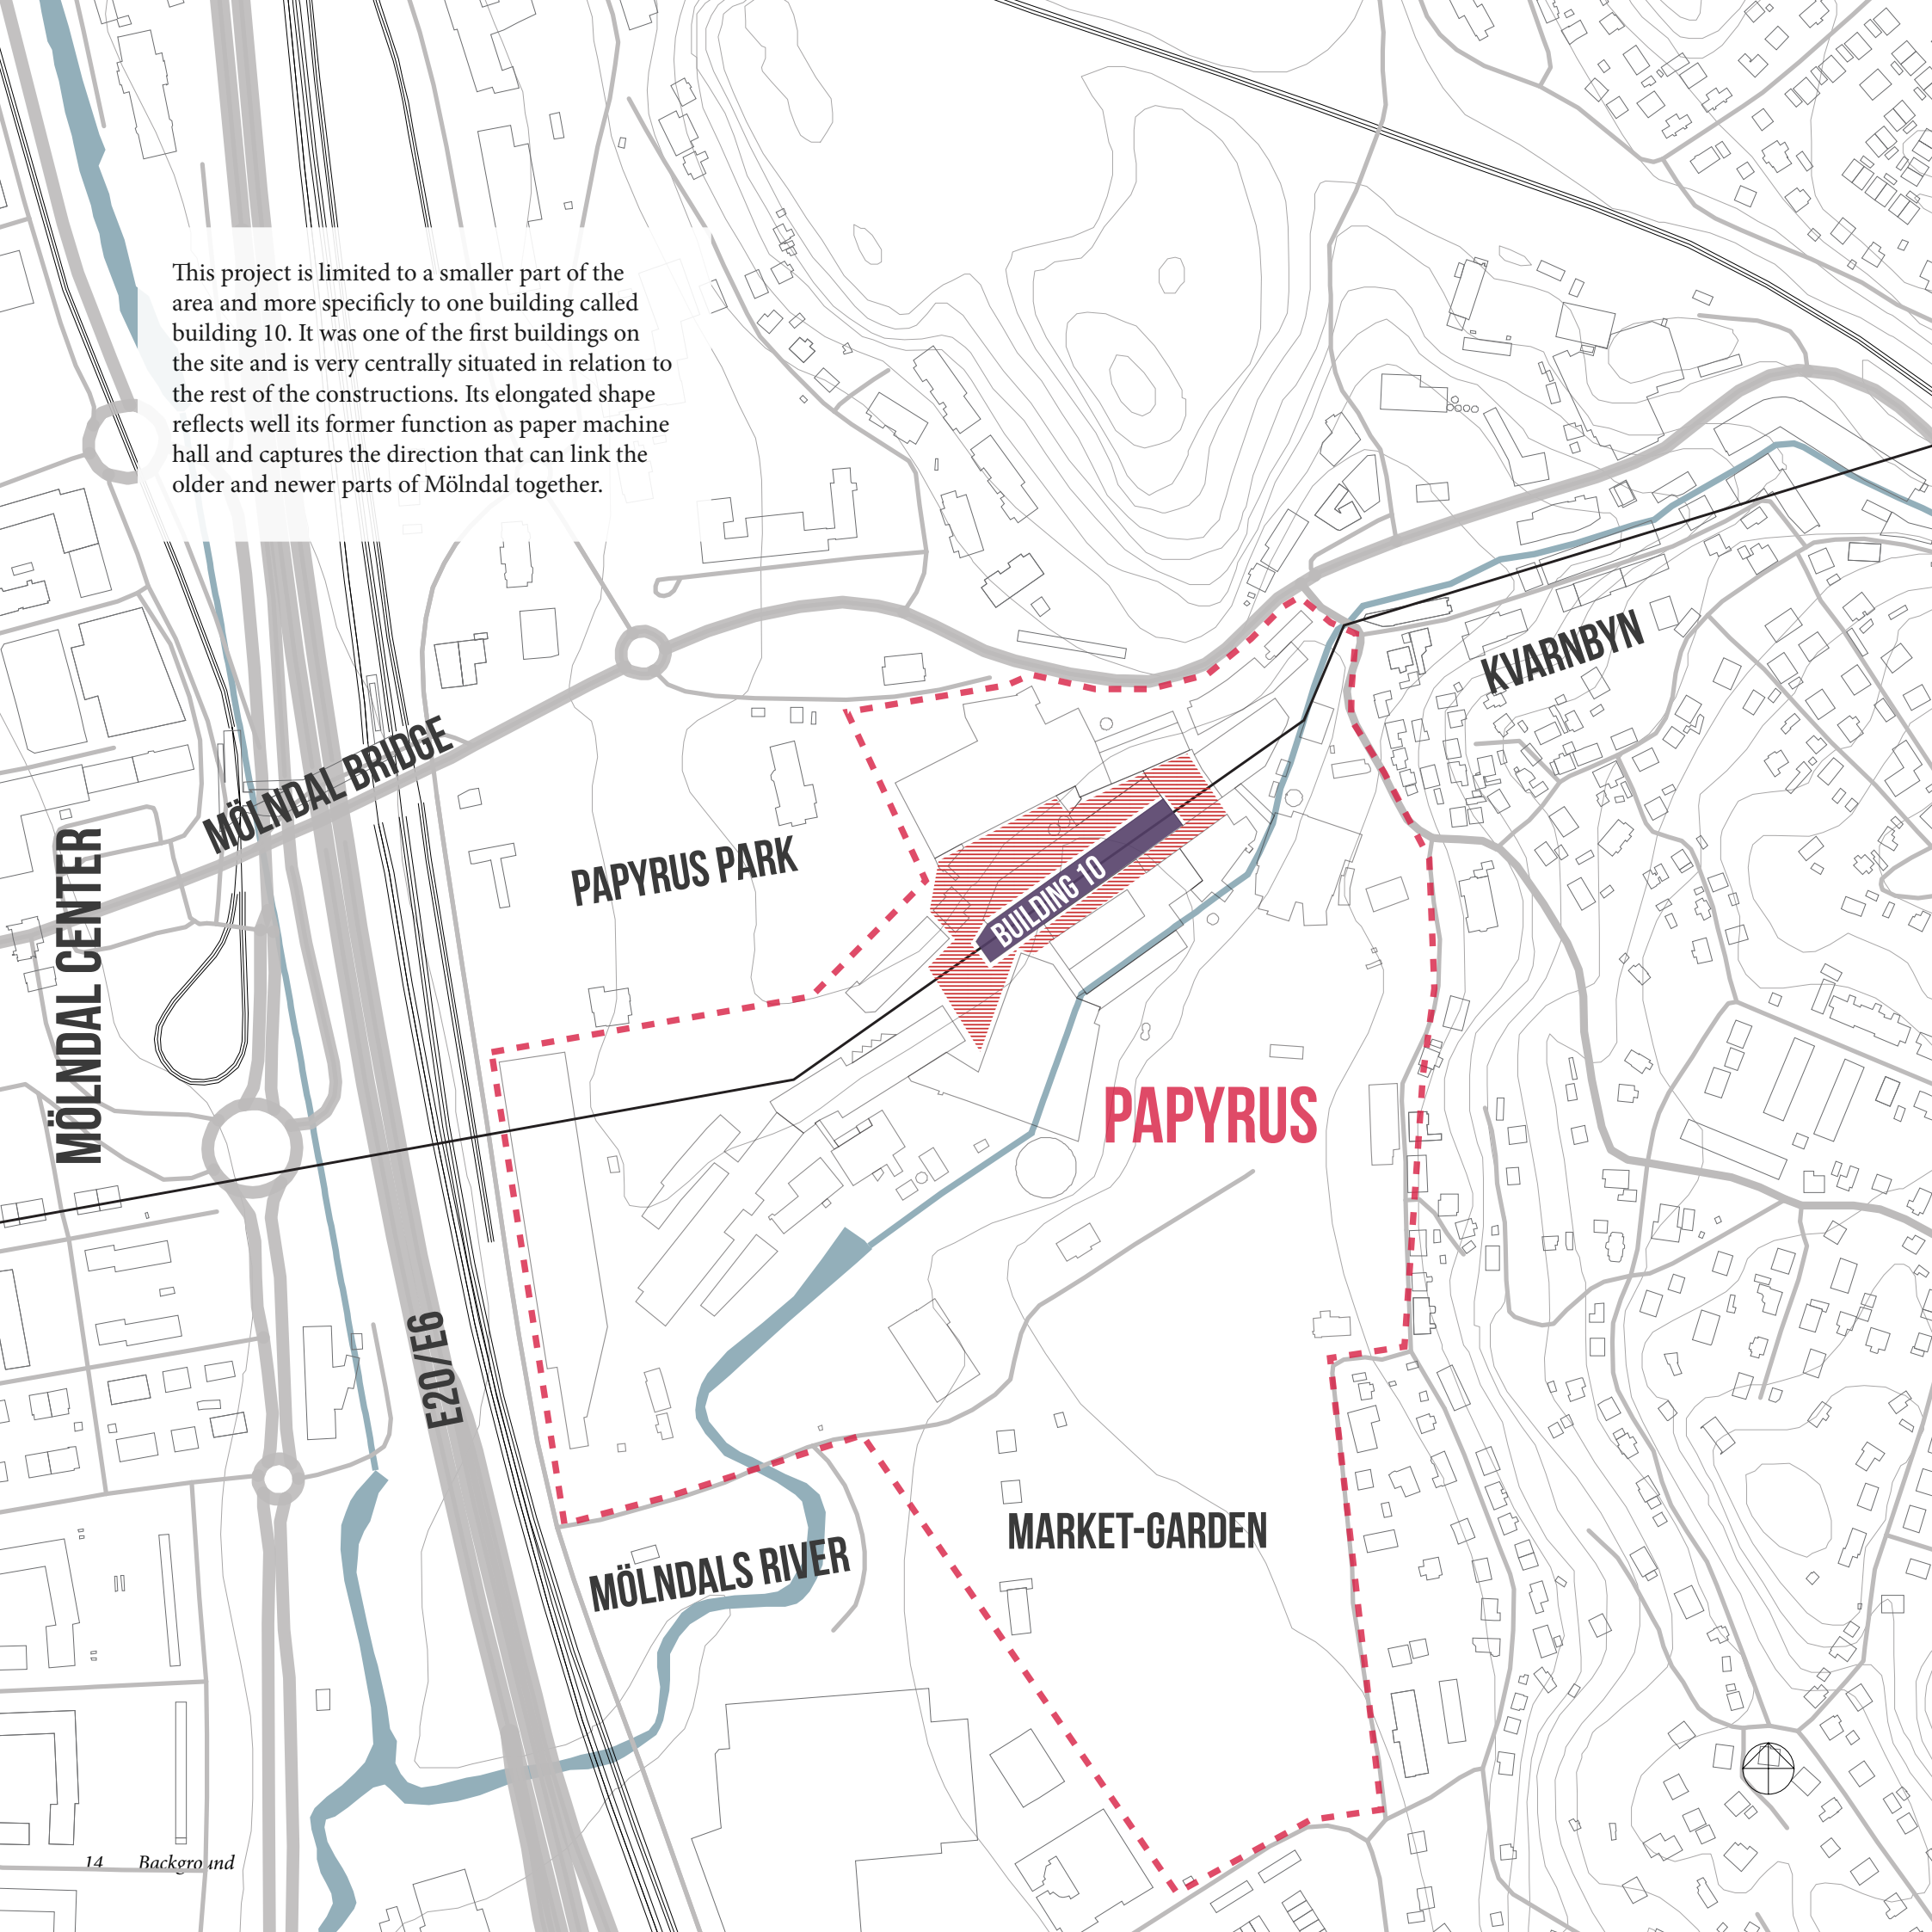 This project is limited to a smaller part of the
area and more specificly to one building called
building 10. It was one of the first buildings on
the site and is very centrally situated in relation to
the rest of the constructions. Its elongated shape
reflects well its former function as paper machine
hall and captures the direction that can link the
older and newer parts of Mölndal together.
KVARNBYN
MÖLNDAL BRIDGE
MÖLNDAL CENTER
PAPYRUS PARK
BUILDING 10
PAPYRUS
E20/E6
MARKET-GARDEN
MÖLNDALS RIVER
14 Background